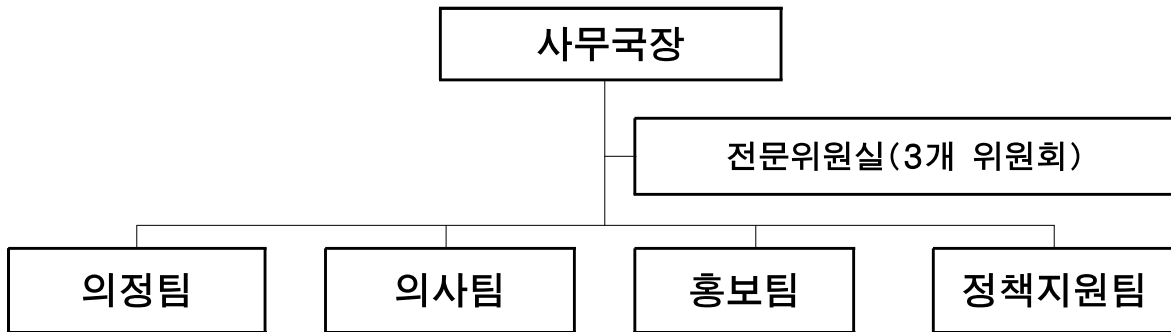 사무국장
전문위원실(3개 위원회)
의정팀
의사팀
홍보팀
정책지원팀